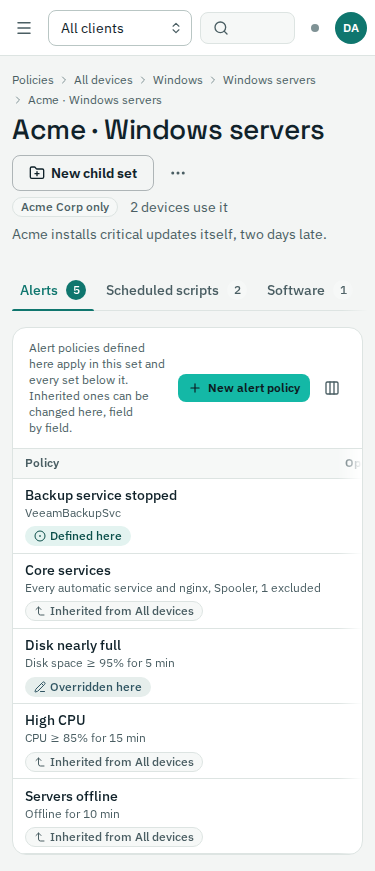 All clients
DA
Policies
All devices
Windows
Windows servers
Acme · Windows servers
Acme · Windows servers
New child set
Acme Corp only
2 devices use it
Acme installs critical updates itself, two days late.
Alerts 5
Scheduled scripts 2
Software 1
Alert policies defined
here apply in this set and
every set below it.
Inherited ones can be
changed here, field
by field.
New alert policy
Policy
Op
Backup service stopped
VeeamBackupSvc
Defined here
Core services
Every automatic service and nginx, Spooler, 1 excluded
Inherited from All devices
Disk nearly full
Disk space ≥ 95% for 5 min
Overridden here
High CPU
CPU ≥ 85% for 15 min
Inherited from All devices
Servers offline
Offline for 10 min
Inherited from All devices